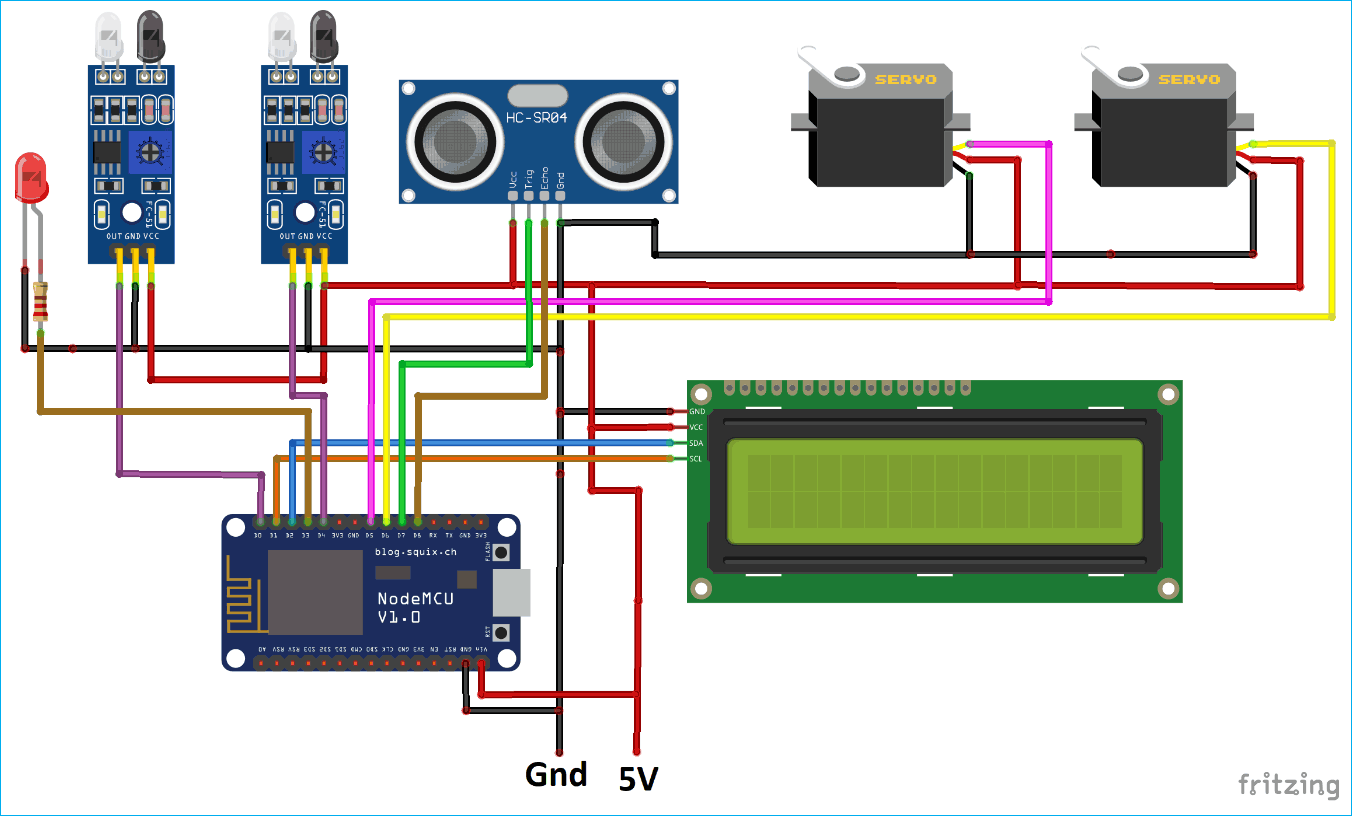 SERVO
SERVO
HC-SR04
Vcc
Trig
Echo
Gnd
FC-51
FC-51
OUT GND VCC
OUT GND VCC
GND
VCC
SDA
SCL
D0 D1 D2 D3 D4 3V3 GND D5 D6 D7 D8 RX TX GND 3V3
blog.squix.ch
FLASH
NodeMCU
V1.0
RST
A0 RSV RSV SD3 SD2 SD1 CMD SD0 CLK GND 3V3 EN RST GND Vin
Gnd
5V
fritzing